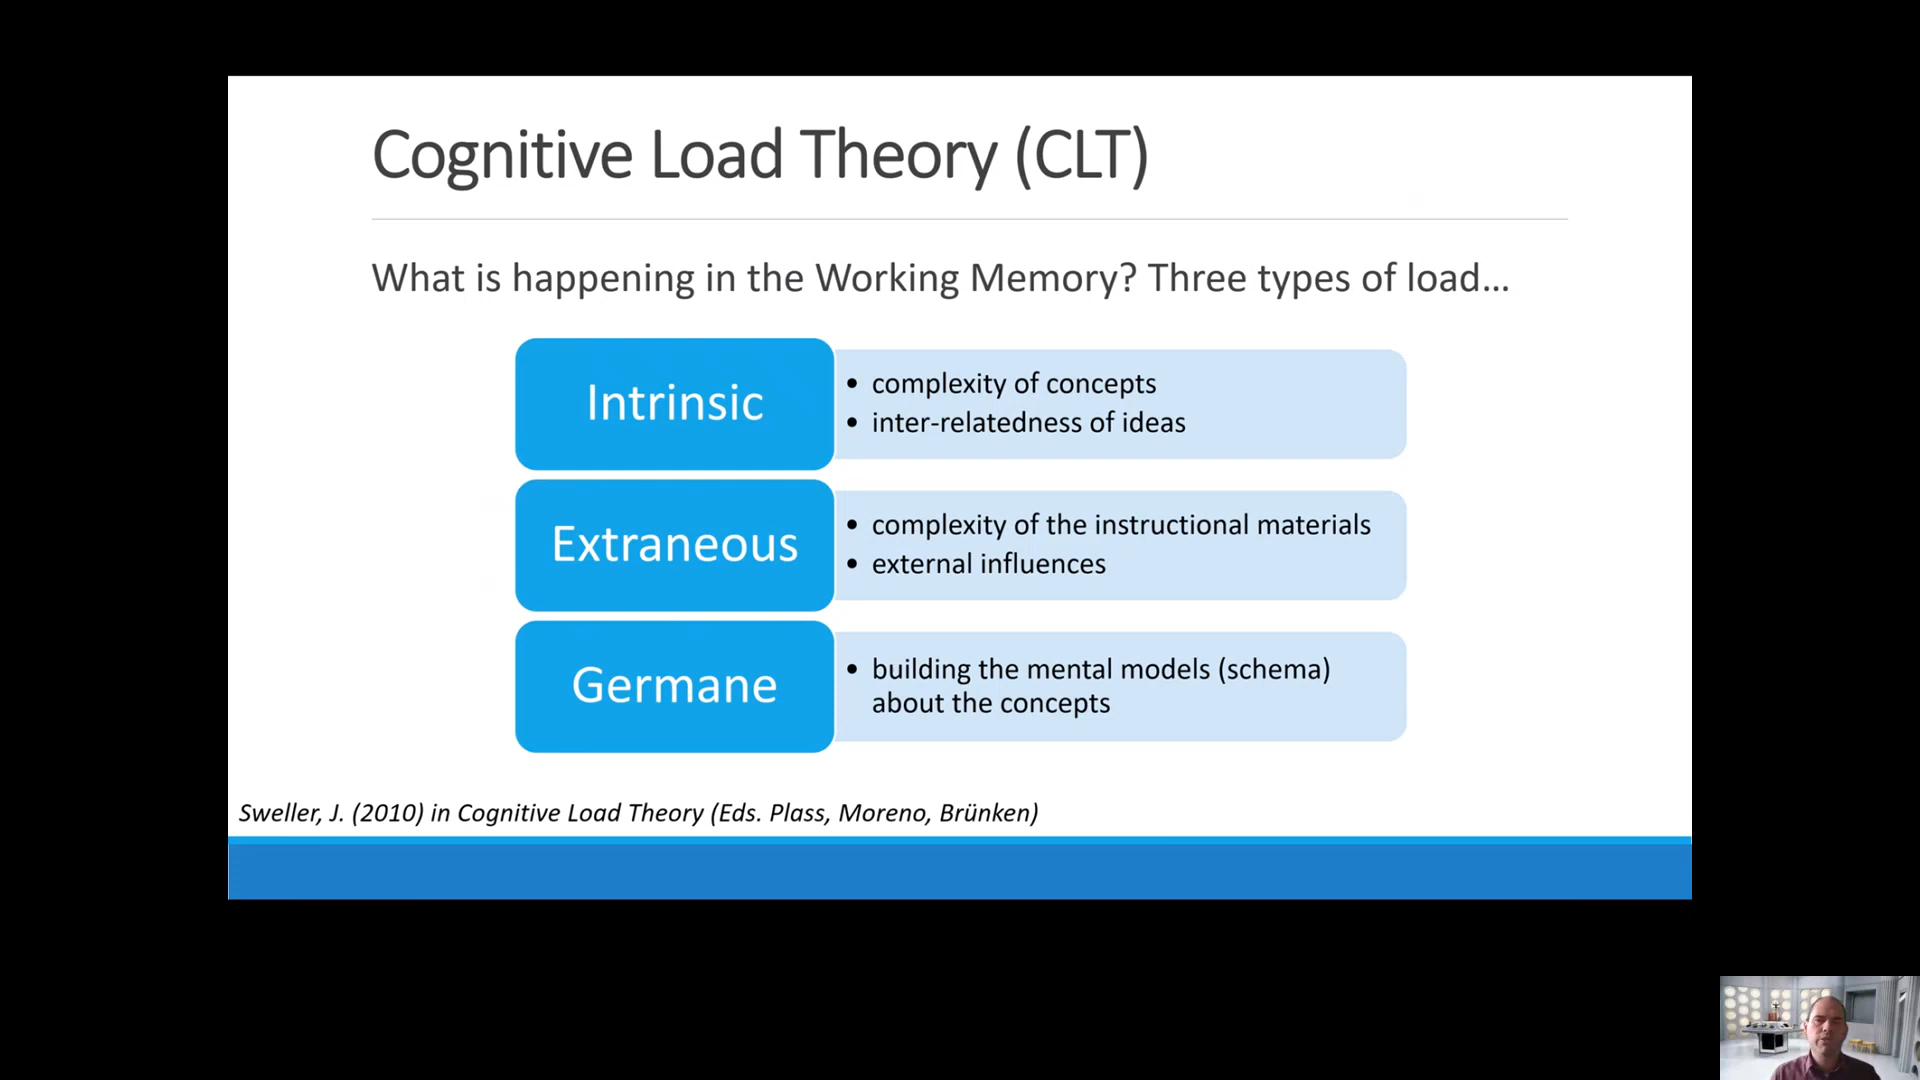 Cognitive Load Theory (CLT)
What is happening in the Working Memory? Three types of load...
Intrinsic
• complexity of concepts
• inter-relatedness of ideas
Extraneous
• complexity of the instructional materials
• external influences
Germane
• building the mental models (schema)
about the concepts
Sweller, J. (2010) in Cognitive Load Theory (Eds. Plass, Moreno, Brünken)